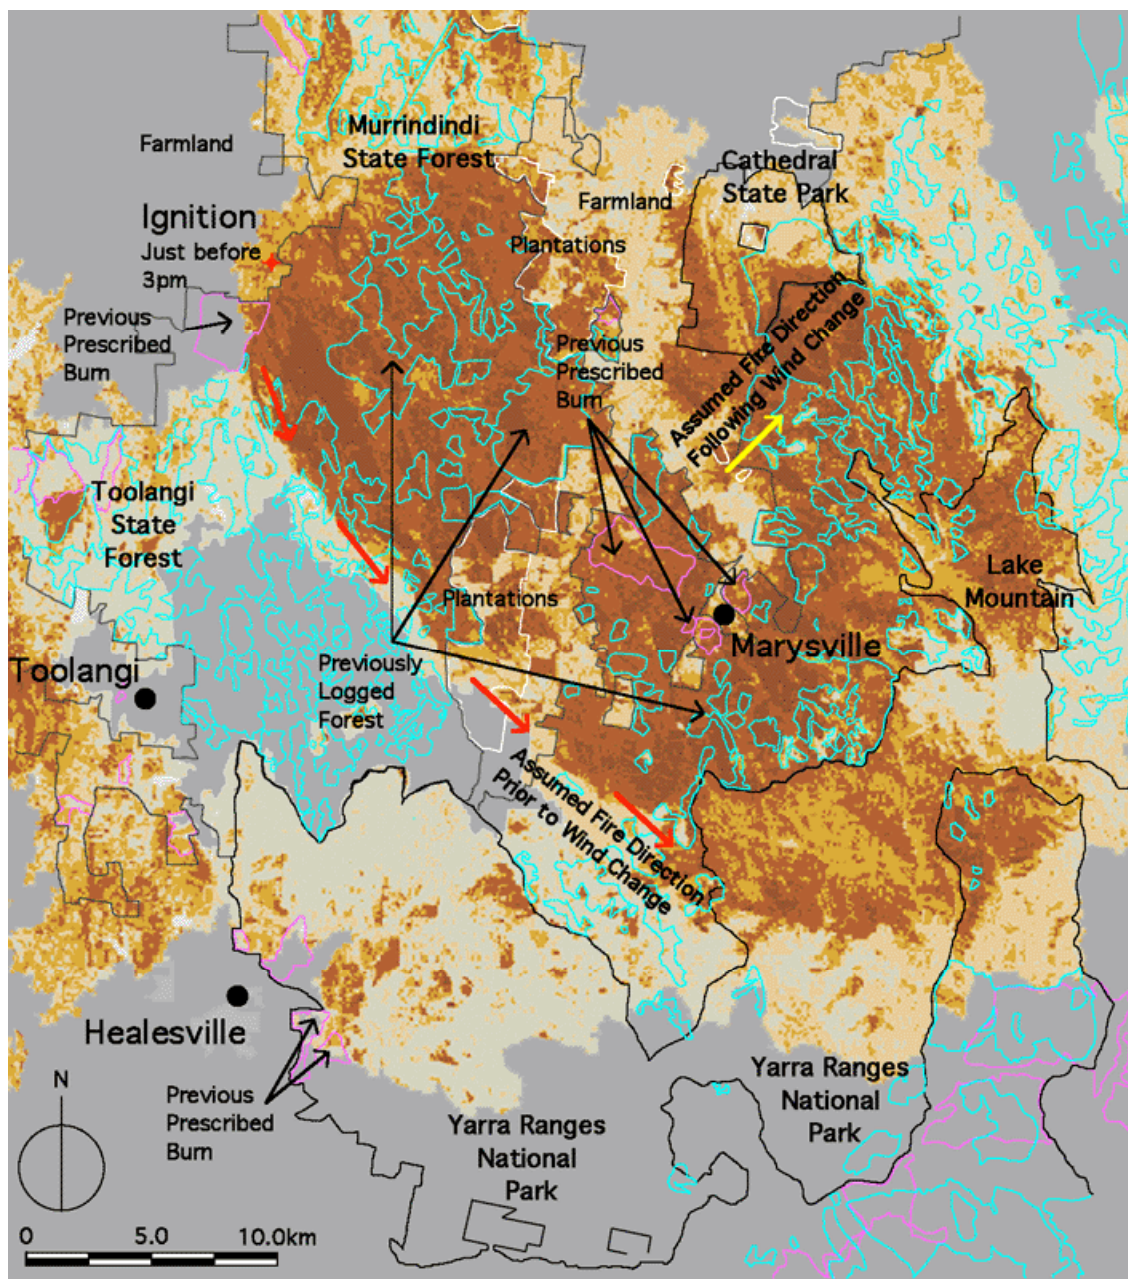 Murrindindi
State Forest
Farmland
Cathedral
State Park
Farmland
Ignition
Just before
3pm
Plantations
Previous
Prescribed
Burn
Previous
Prescribed
Burn
Assumed Fire Direction
Following Wind Change
Toolangi
State
Forest
Lake
Mountain
Plantations
Marysville
Toolangi
Previously
Logged
Forest
Assumed Fire Direction
Prior to Wind Change
Healesville
Previous
Prescribed
Burn
Yarra Ranges
National
Park
Yarra Ranges
National
Park
N
0 5.0 10.0km